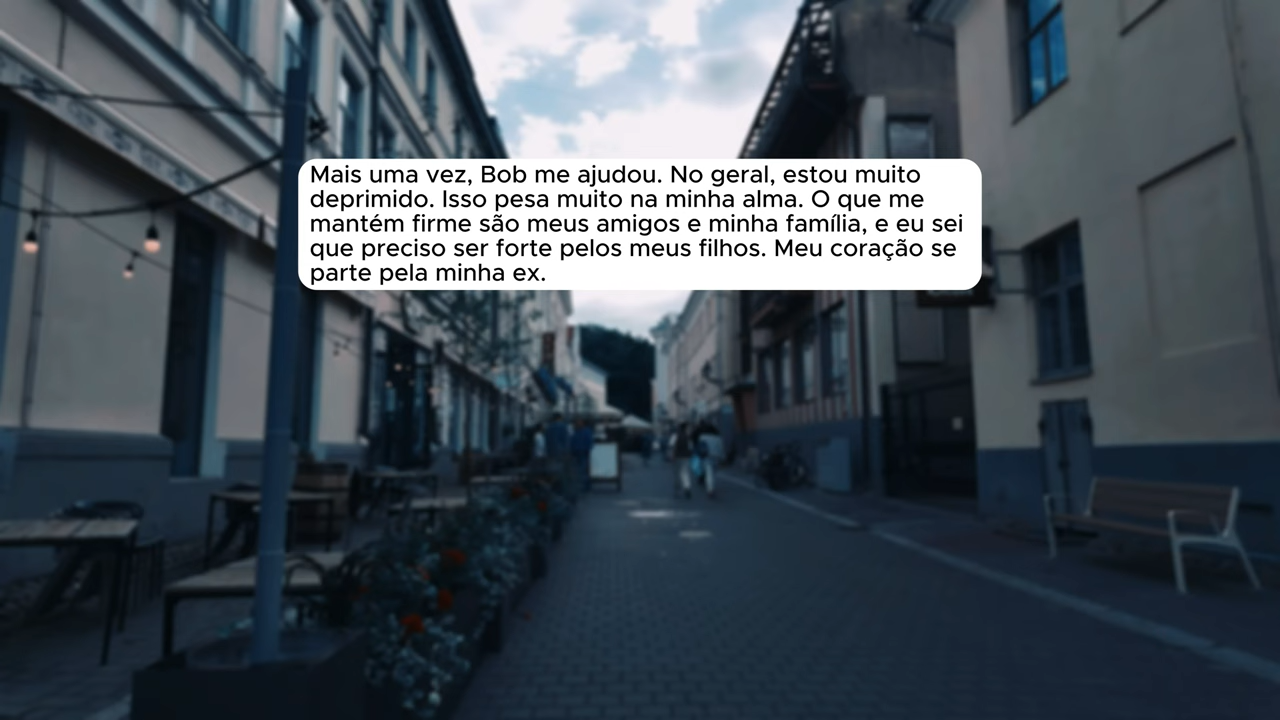 Mais uma vez, Bob me ajudou. No geral, estou muito
deprimido. Isso pesa muito na minha alma. O que me
mantém firme são meus amigos e minha família, e eu sei
que preciso ser forte pelos meus filhos. Meu coração se
parte pela minha ex.